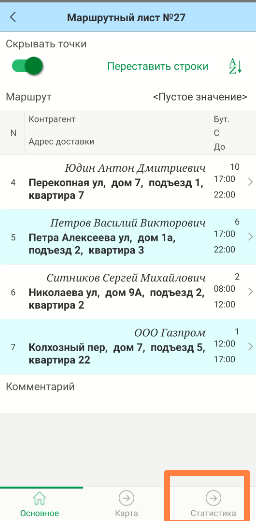 Маршрутный лист №27
Скрывать точки
Переставить строки
A
Z
Маршрут <Пустое значение>
N Контрагент Бут.
С
Адрес доставки До
Юдин Антон Дмитриевич 10
4 Перекопная ул, дом 7, подъезд 1, 17:00
квартира 7 22:00
Петров Василий Викторович 6
5 Петра Алексеева ул, дом 1а, 17:00
подъезд 2, квартира 3 22:00
Ситников Сергей Михайлович 2
6 Николаева ул, дом 9А, подъезд 2, 08:00
квартира 2 12:00
ООО Газпром 1
7 Колхозный пер, дом 7, подъезд 5, 12:00
квартира 22 17:00
Комментарий
Основное Карта Статистика